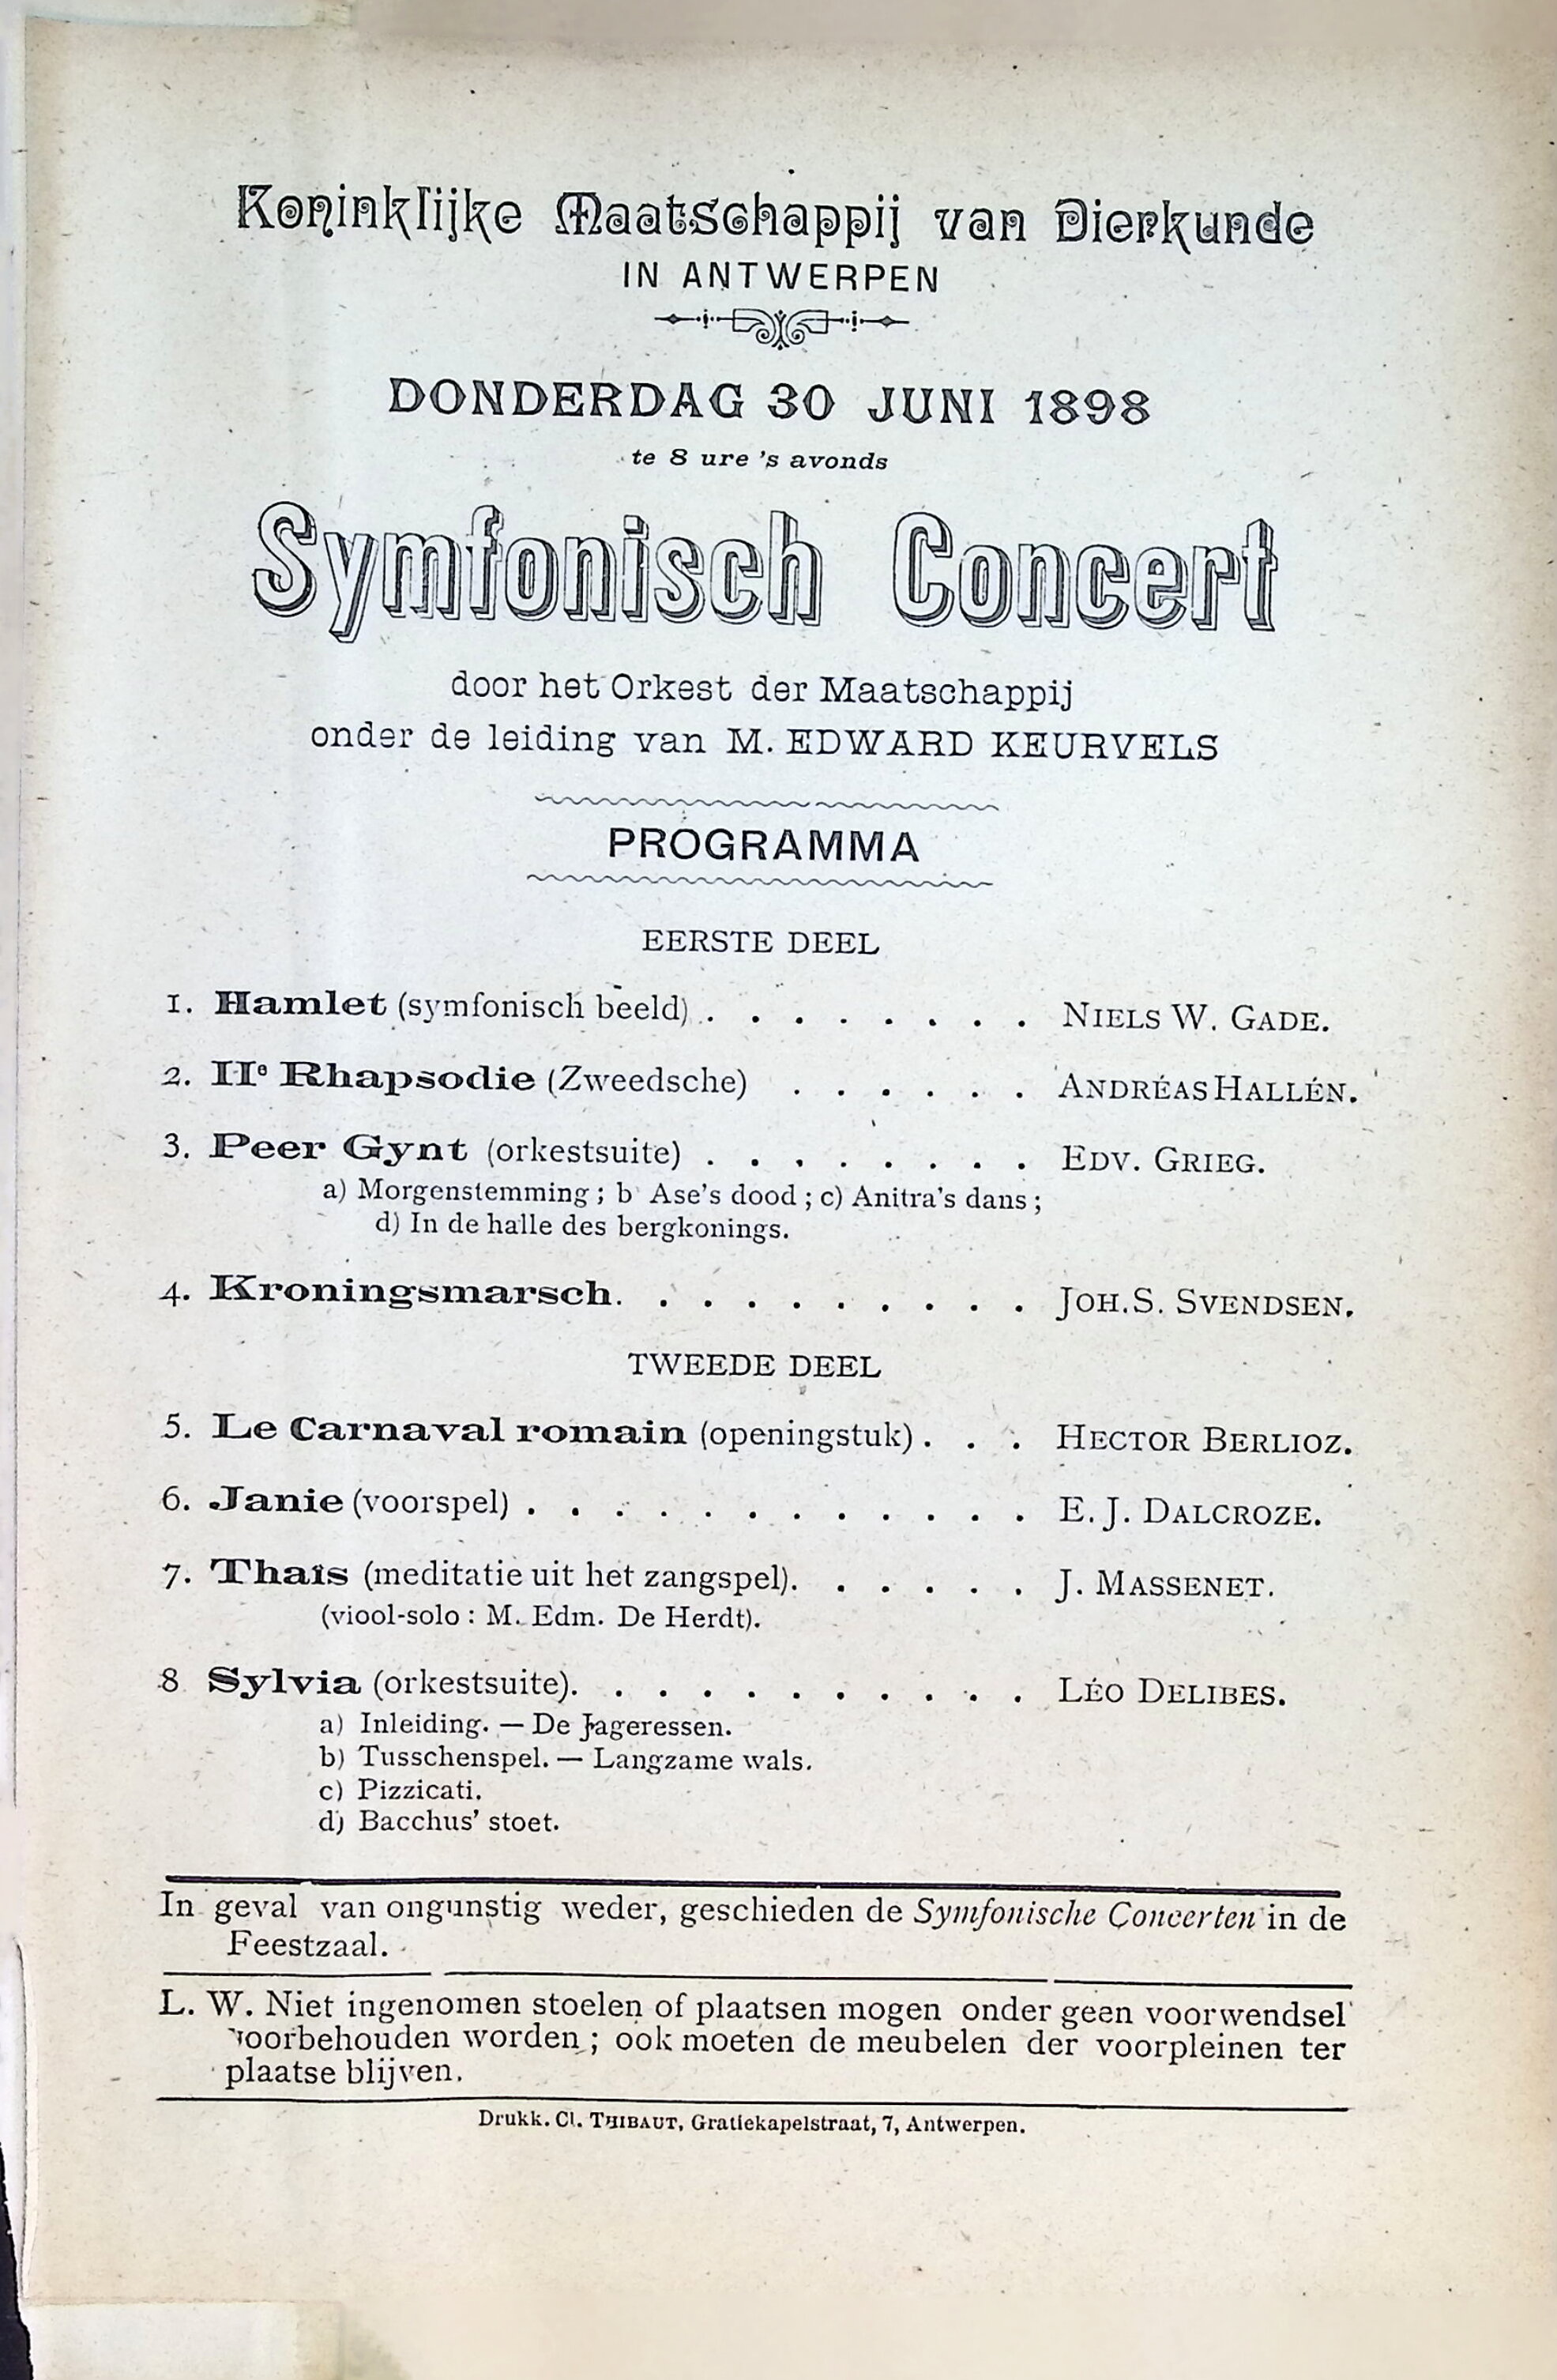 Koninklijke Maatschappij van Dierkunde
IN ANTWERPEN
DONDERDAG 30 JUNI 1898
te 8 ure 's avonds
Symfonisch Concert
door het Orkest der Maatschappij
onder de leiding van M. EDWARD KEURVELS
PROGRAMMA
EERSTE DEEL
1. Hamlet (symfonisch beeld) . . . . . . . . NIELS W. GADE.
2. IIe Rhapsodie (Zweedsche) . . . . . . ANDRÉAS HALLÉN.
3. Peer Gynt (orkestsuite) . . . . . . . . EDV. GRIEG.
a) Morgenstemming ; b Ase's dood ; c) Anitra's dans ;
d) In de halle des bergkonings.
4. Kroningsmarsch. . . . . . . . . . JOH. S. SVENDSEN.
TWEEDE DEEL
5. Le Carnaval romain (openingstuk) . . . HECTOR BERLIOZ.
6. Janie (voorspel) . . . . . . . . . . . . E. J. DALCROZE.
7. Thaïs (meditatie uit het zangspel). . . . . . J. MASSENET.
(viool-solo : M. Edm. De Herdt).
8 Sylvia (orkestsuite). . . . . . . . . . . LÉO DELIBES.
a) Inleiding. — De Jageressen.
b) Tusschenspel. — Langzame wals.
c) Pizzicati.
d) Bacchus' stoet.
In geval van ongunstig weder, geschieden de Symfonische Concerten in de
Feestzaal.
L. W. Niet ingenomen stoelen of plaatsen mogen onder geen voorwendsel
voorbehouden worden ; ook moeten de meubelen der voorpleinen ter
plaatse blijven.
Drukk. Cl. THIBAUT, Gratiekapelstraat, 7, Antwerpen.